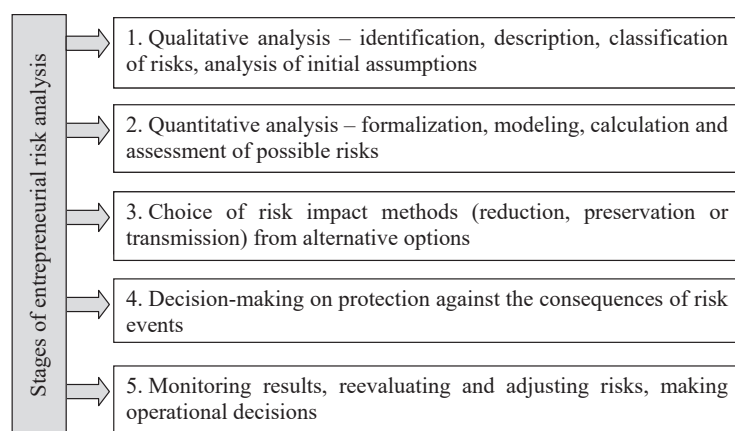 Stages of entrepreneurial risk analysis
1. Qualitative analysis – identification, description, classification
of risks, analysis of initial assumptions
2. Quantitative analysis – formalization, modeling, calculation and
assessment of possible risks
3. Choice of risk impact methods (reduction, preservation or
transmission) from alternative options
4. Decision-making on protection against the consequences of risk
events
5. Monitoring results, reevaluating and adjusting risks, making
operational decisions